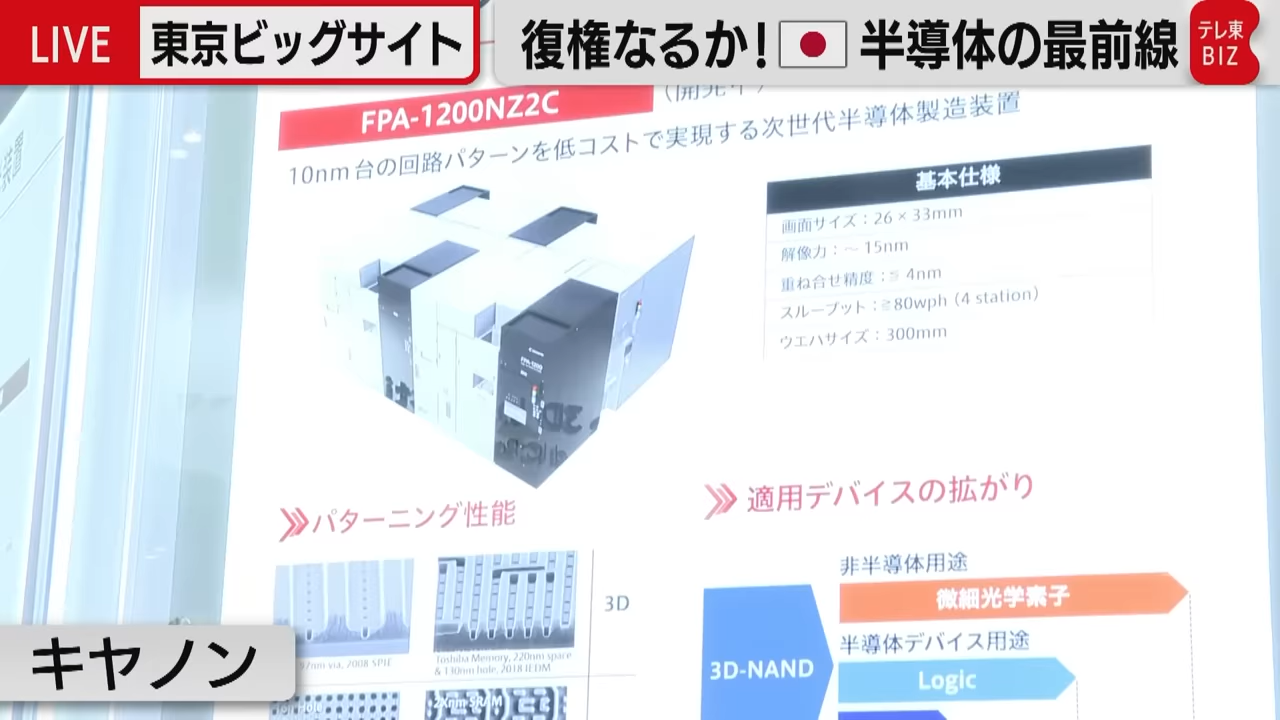 LIVE
東京ビッグサイト
復権なるか!🇯🇵半導体の最前線
テレ東
BIZ
FPA-1200NZ2C
10nm台の回路パターンを低コストで実現する次世代半導体製造装置
基本仕様
画面サイズ:26×33mm
解像力:~15nm
重ね合せ精度:≦4nm
スループット:≧80wph(4 station)
ウエハサイズ:300mm
パターニング性能
適用デバイスの拡がり
非半導体用途
微細光学素子
半導体デバイス用途
3D-NAND
Logic
3D
via, 2008 SPIE
Toshiba Memory, 220nm space
& 130nm hole, 2018 IEDM
Hole
2Xnm SRAM
キヤノン